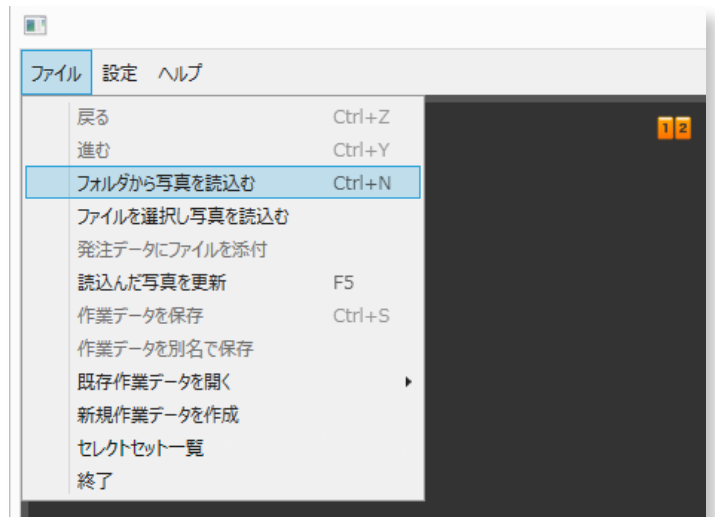 ファイル 設定 ヘルプ
戻る Ctrl+Z
進む Ctrl+Y
フォルダから写真を読込む Ctrl+N
ファイルを選択し写真を読込む
発注データにファイルを添付
読込んだ写真を更新 F5
作業データを保存 Ctrl+S
作業データを別名で保存
既存作業データを開く
新規作業データを作成
セレクトセット一覧
終了
1 2